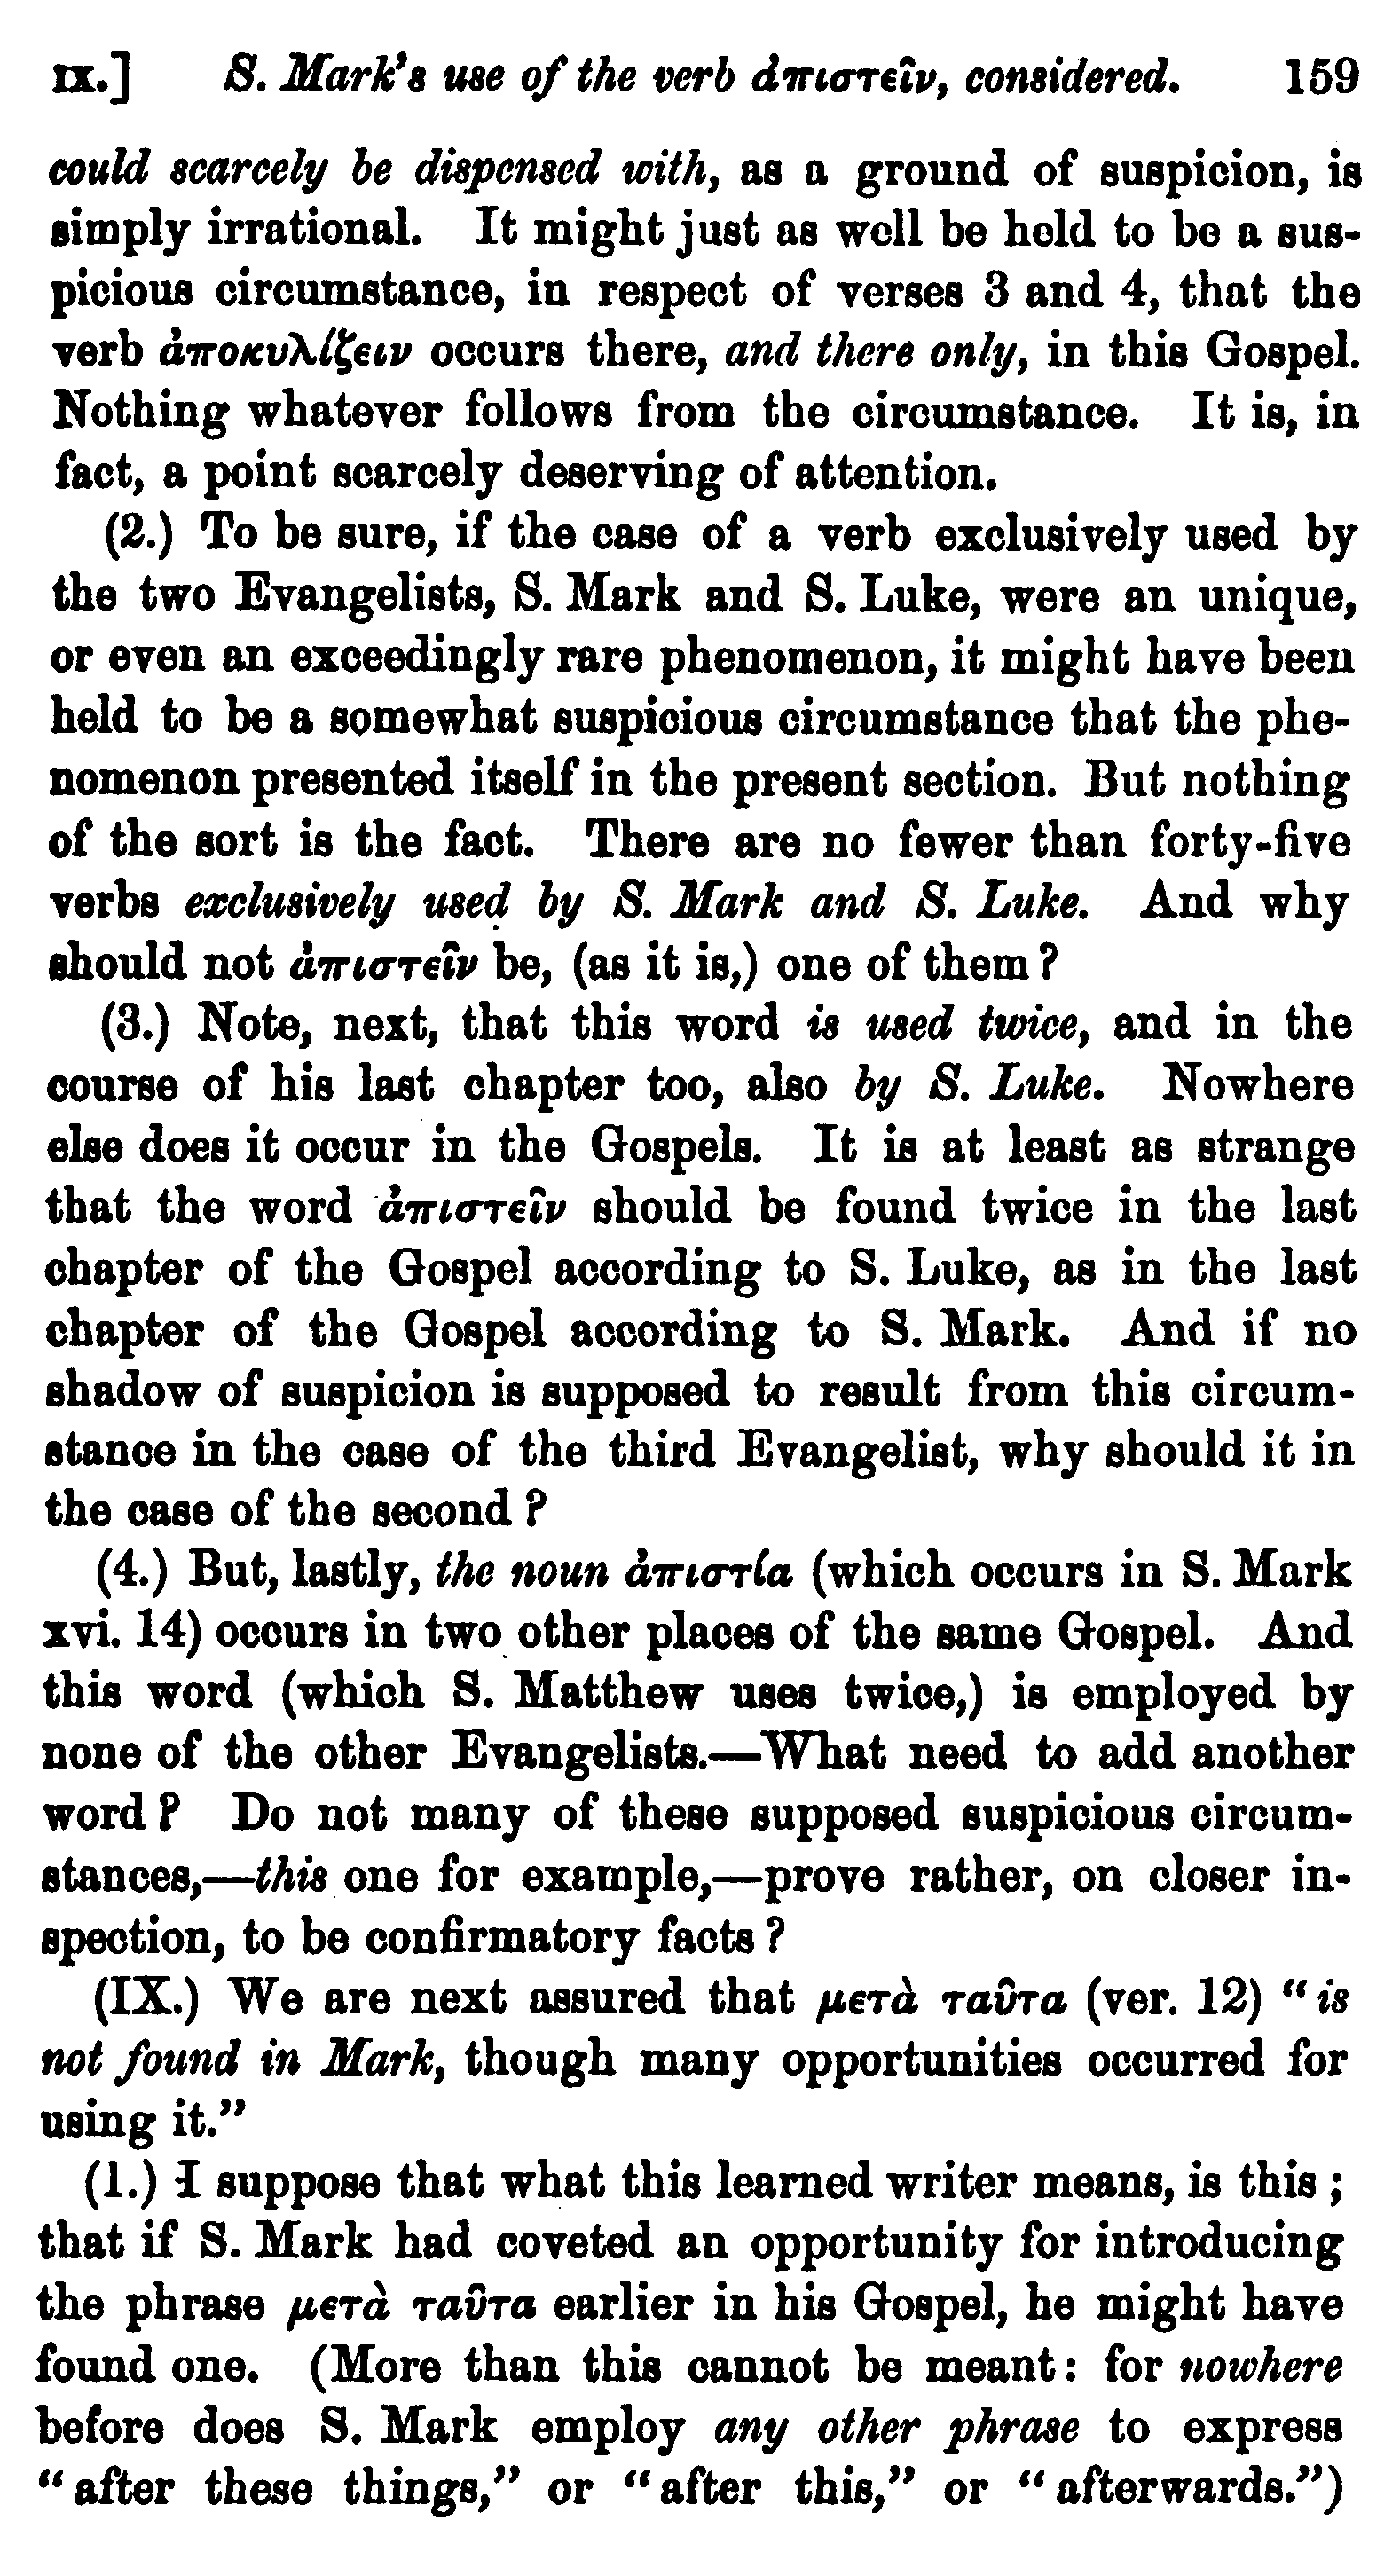 IX.] S. Mark's use of the verb ἀπιστεῖν, considered. 159
could scarcely be dispensed with, as a ground of suspicion, is
simply irrational. It might just as well be held to be a sus-
picious circumstance, in respect of verses 3 and 4, that the
verb ἀποκυλίζειν occurs there, and there only, in this Gospel.
Nothing whatever follows from the circumstance. It is, in
fact, a point scarcely deserving of attention.
(2.) To be sure, if the case of a verb exclusively used by
the two Evangelists, S. Mark and S. Luke, were an unique,
or even an exceedingly rare phenomenon, it might have been
held to be a somewhat suspicious circumstance that the phe-
nomenon presented itself in the present section. But nothing
of the sort is the fact. There are no fewer than forty-five
verbs exclusively used by S. Mark and S. Luke. And why
should not ἀπιστεῖν be, (as it is,) one of them?
(3.) Note, next, that this word is used twice, and in the
course of his last chapter too, also by S. Luke. Nowhere
else does it occur in the Gospels. It is at least as strange
that the word ἀπιστεῖν should be found twice in the last
chapter of the Gospel according to S. Luke, as in the last
chapter of the Gospel according to S. Mark. And if no
shadow of suspicion is supposed to result from this circum-
stance in the case of the third Evangelist, why should it in
the case of the second?
(4.) But, lastly, the noun ἀπιστία (which occurs in S. Mark
xvi. 14) occurs in two other places of the same Gospel. And
this word (which S. Matthew uses twice,) is employed by
none of the other Evangelists.—What need to add another
word? Do not many of these supposed suspicious circum-
stances,—this one for example,—prove rather, on closer in-
spection, to be confirmatory facts?
(IX.) We are next assured that μετὰ ταῦτα (ver. 12) "is
not found in Mark, though many opportunities occurred for
using it."
(1.) I suppose that what this learned writer means, is this;
that if S. Mark had coveted an opportunity for introducing
the phrase μετὰ ταῦτα earlier in his Gospel, he might have
found one. (More than this cannot be meant: for nowhere
before does S. Mark employ any other phrase to express
"after these things," or "after this," or "afterwards.")